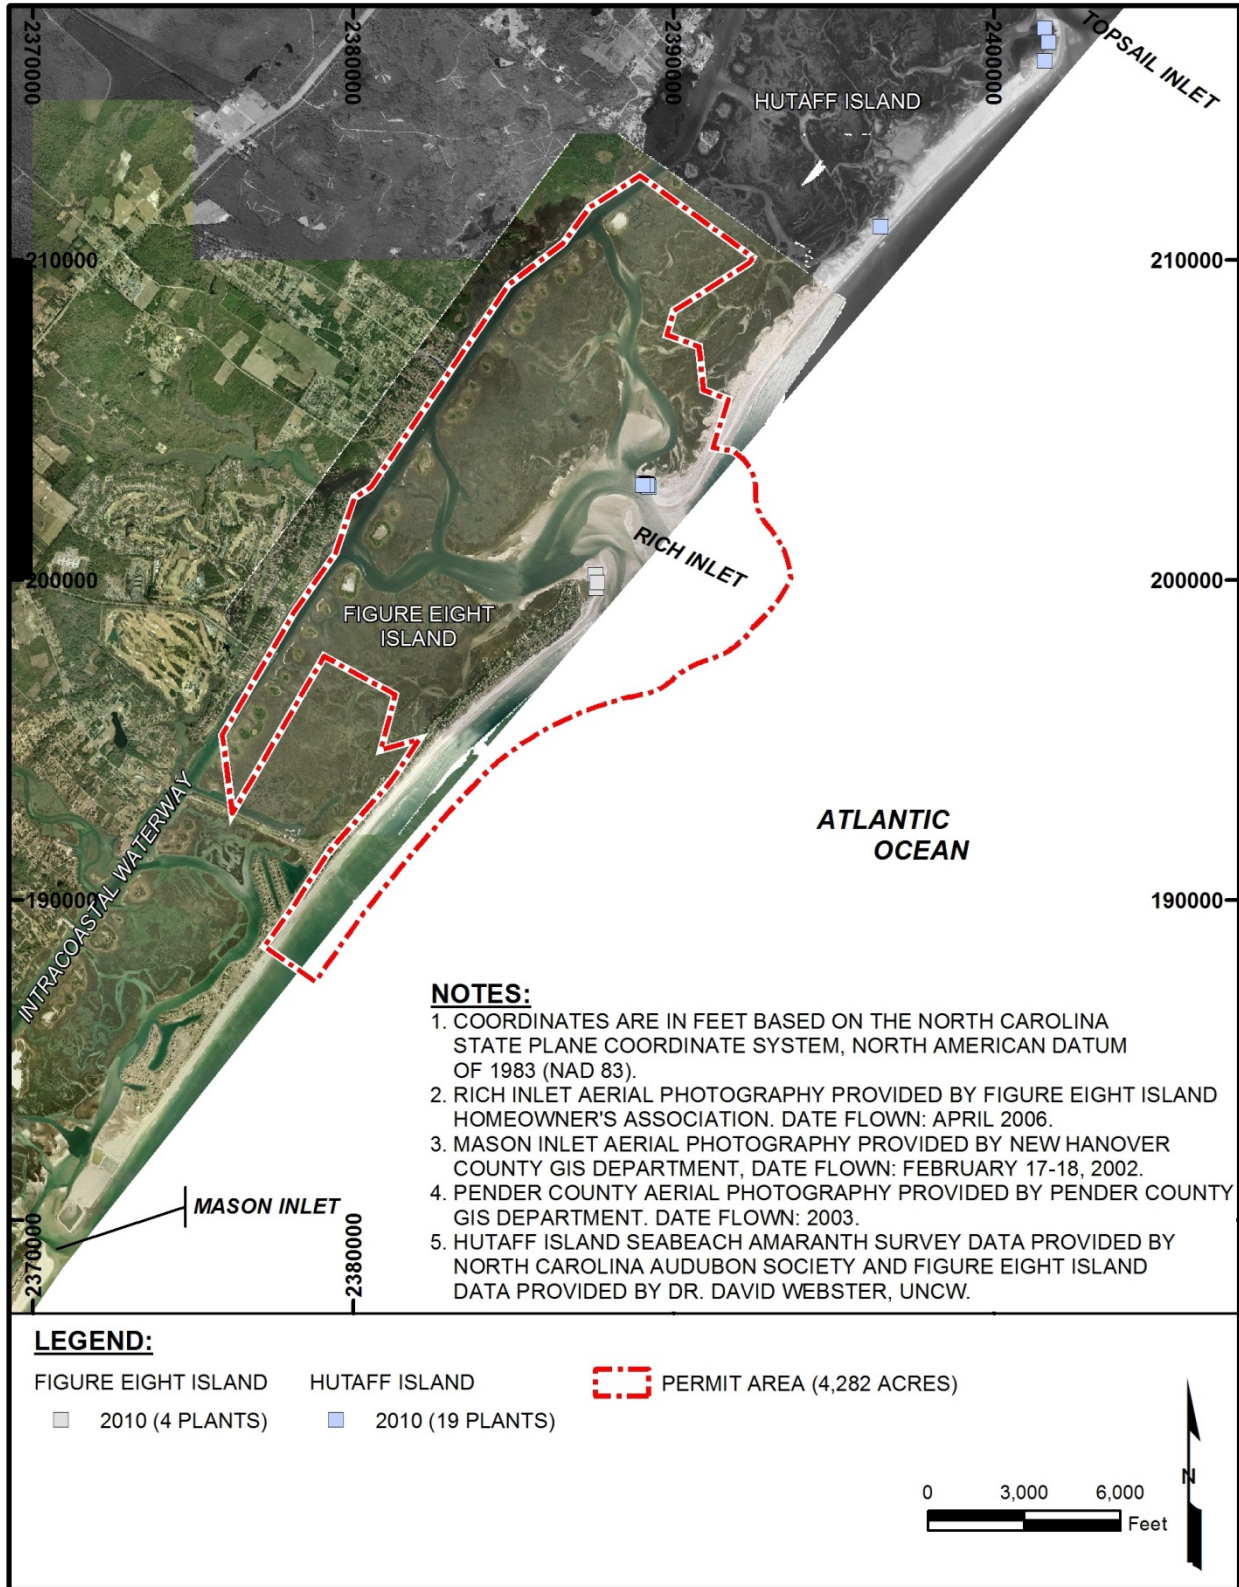 2370000
2380000
2390000
2400000
TOPSAIL INLET
HUTAFF ISLAND
210000
210000
RICH INLET
200000
200000
FIGURE EIGHT
ISLAND
INTRACOASTAL WATERWAY
ATLANTIC
OCEAN
190000
190000
NOTES:
1. COORDINATES ARE IN FEET BASED ON THE NORTH CAROLINA
STATE PLANE COORDINATE SYSTEM, NORTH AMERICAN DATUM
OF 1983 (NAD 83).
2. RICH INLET AERIAL PHOTOGRAPHY PROVIDED BY FIGURE EIGHT ISLAND
HOMEOWNER'S ASSOCIATION. DATE FLOWN: APRIL 2006.
3. MASON INLET AERIAL PHOTOGRAPHY PROVIDED BY NEW HANOVER
COUNTY GIS DEPARTMENT, DATE FLOWN: FEBRUARY 17-18, 2002.
4. PENDER COUNTY AERIAL PHOTOGRAPHY PROVIDED BY PENDER COUNTY
GIS DEPARTMENT. DATE FLOWN: 2003.
5. HUTAFF ISLAND SEABEACH AMARANTH SURVEY DATA PROVIDED BY
NORTH CAROLINA AUDUBON SOCIETY AND FIGURE EIGHT ISLAND
DATA PROVIDED BY DR. DAVID WEBSTER, UNCW.
MASON INLET
2370000
2380000
LEGEND:
FIGURE EIGHT ISLAND
HUTAFF ISLAND
PERMIT AREA (4,282 ACRES)
2010 (4 PLANTS)
2010 (19 PLANTS)
N
0 3,000 6,000
Feet